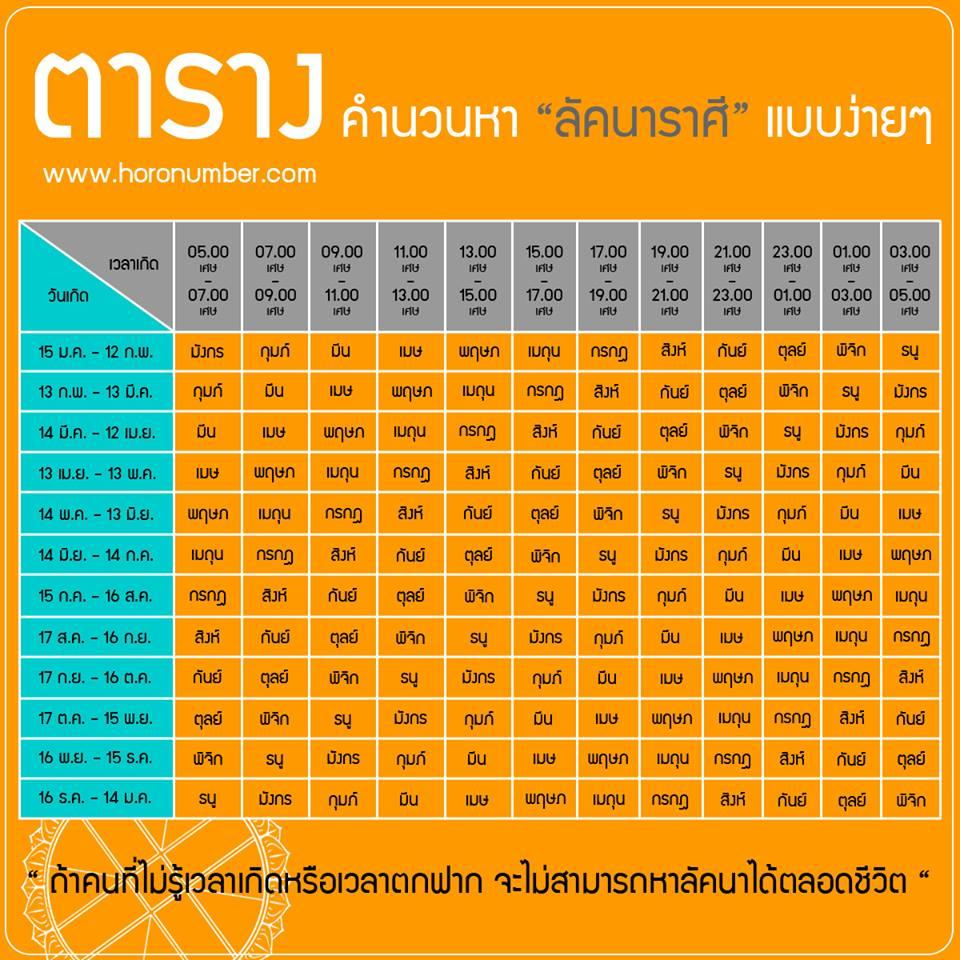 ตาราง คำนวนหา “ลัคนาราศี” แบบง่ายๆ
www.horonumber.com
เวลาเกิด
วันเกิด
05.00 เศษ - 07.00 เศษ 07.00 เศษ - 09.00 เศษ 09.00 เศษ - 11.00 เศษ 11.00 เศษ - 13.00 เศษ 13.00 เศษ - 15.00 เศษ 15.00 เศษ - 17.00 เศษ 17.00 เศษ - 19.00 เศษ 19.00 เศษ - 21.00 เศษ 21.00 เศษ - 23.00 เศษ 23.00 เศษ - 01.00 เศษ 01.00 เศษ - 03.00 เศษ 03.00 เศษ - 05.00 เศษ
15 ม.ค. - 12 ก.พ. มังกร กุมภ์ มีน เมษ พฤษภ เมถุน กรกฎ สิงห์ กันย์ ตุลย์ พิจิก ธนู
13 ก.พ. - 13 มี.ค. กุมภ์ มีน เมษ พฤษภ เมถุน กรกฎ สิงห์ กันย์ ตุลย์ พิจิก ธนู มังกร
14 มี.ค. - 12 เม.ย. มีน เมษ พฤษภ เมถุน กรกฎ สิงห์ กันย์ ตุลย์ พิจิก ธนู มังกร กุมภ์
13 เม.ย. - 13 พ.ค. เมษ พฤษภ เมถุน กรกฎ สิงห์ กันย์ ตุลย์ พิจิก ธนู มังกร กุมภ์ มีน
14 พ.ค. - 13 มิ.ย. พฤษภ เมถุน กรกฎ สิงห์ กันย์ ตุลย์ พิจิก ธนู มังกร กุมภ์ มีน เมษ
14 มิ.ย. - 14 ก.ค. เมถุน กรกฎ สิงห์ กันย์ ตุลย์ พิจิก ธนู มังกร กุมภ์ มีน เมษ พฤษภ
15 ก.ค. - 16 ส.ค. กรกฎ สิงห์ กันย์ ตุลย์ พิจิก ธนู มังกร กุมภ์ มีน เมษ พฤษภ เมถุน
17 ส.ค. - 16 ก.ย. สิงห์ กันย์ ตุลย์ พิจิก ธนู มังกร กุมภ์ มีน เมษ พฤษภ เมถุน กรกฎ
17 ก.ย. - 16 ต.ค. กันย์ ตุลย์ พิจิก ธนู มังกร กุมภ์ มีน เมษ พฤษภ เมถุน กรกฎ สิงห์
17 ต.ค. - 15 พ.ย. ตุลย์ พิจิก ธนู มังกร กุมภ์ มีน เมษ พฤษภ เมถุน กรกฎ สิงห์ กันย์
16 พ.ย. - 15 ธ.ค. พิจิก ธนู มังกร กุมภ์ มีน เมษ พฤษภ เมถุน กรกฎ สิงห์ กันย์ ตุลย์
16 ธ.ค. - 14 ม.ค. ธนู มังกร กุมภ์ มีน เมษ พฤษภ เมถุน กรกฎ สิงห์ กันย์ ตุลย์ พิจิก
“ ถ้าคนที่ไม่รู้เวลาเกิดหรือเวลาตกฟาก จะไม่สามารถหาลัคนาได้ตลอดชีวิต “